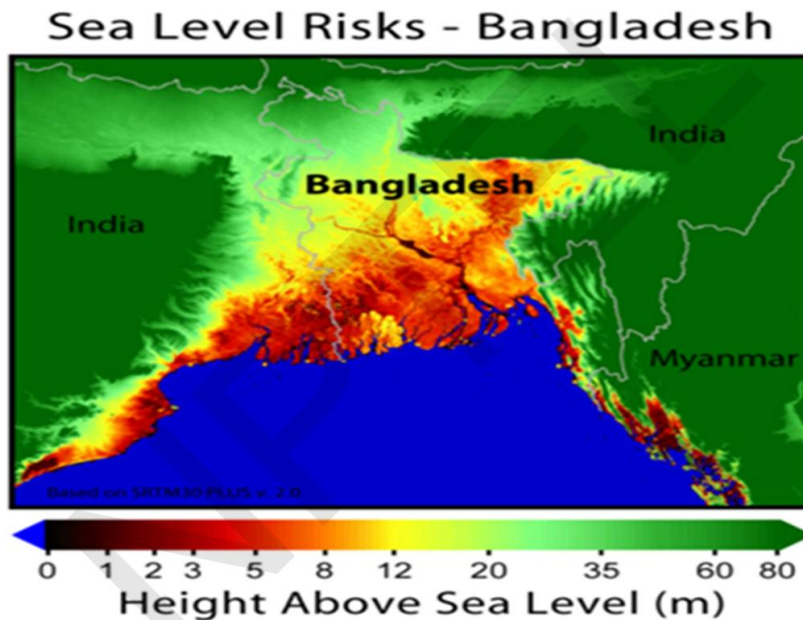 Sea Level Risks - Bangladesh
India
Bangladesh
India
Myanmar
Based on SRTM30 PLUS v. 2.0
0 1 2 3 5 8 12 20 35 60 80
Height Above Sea Level (m)